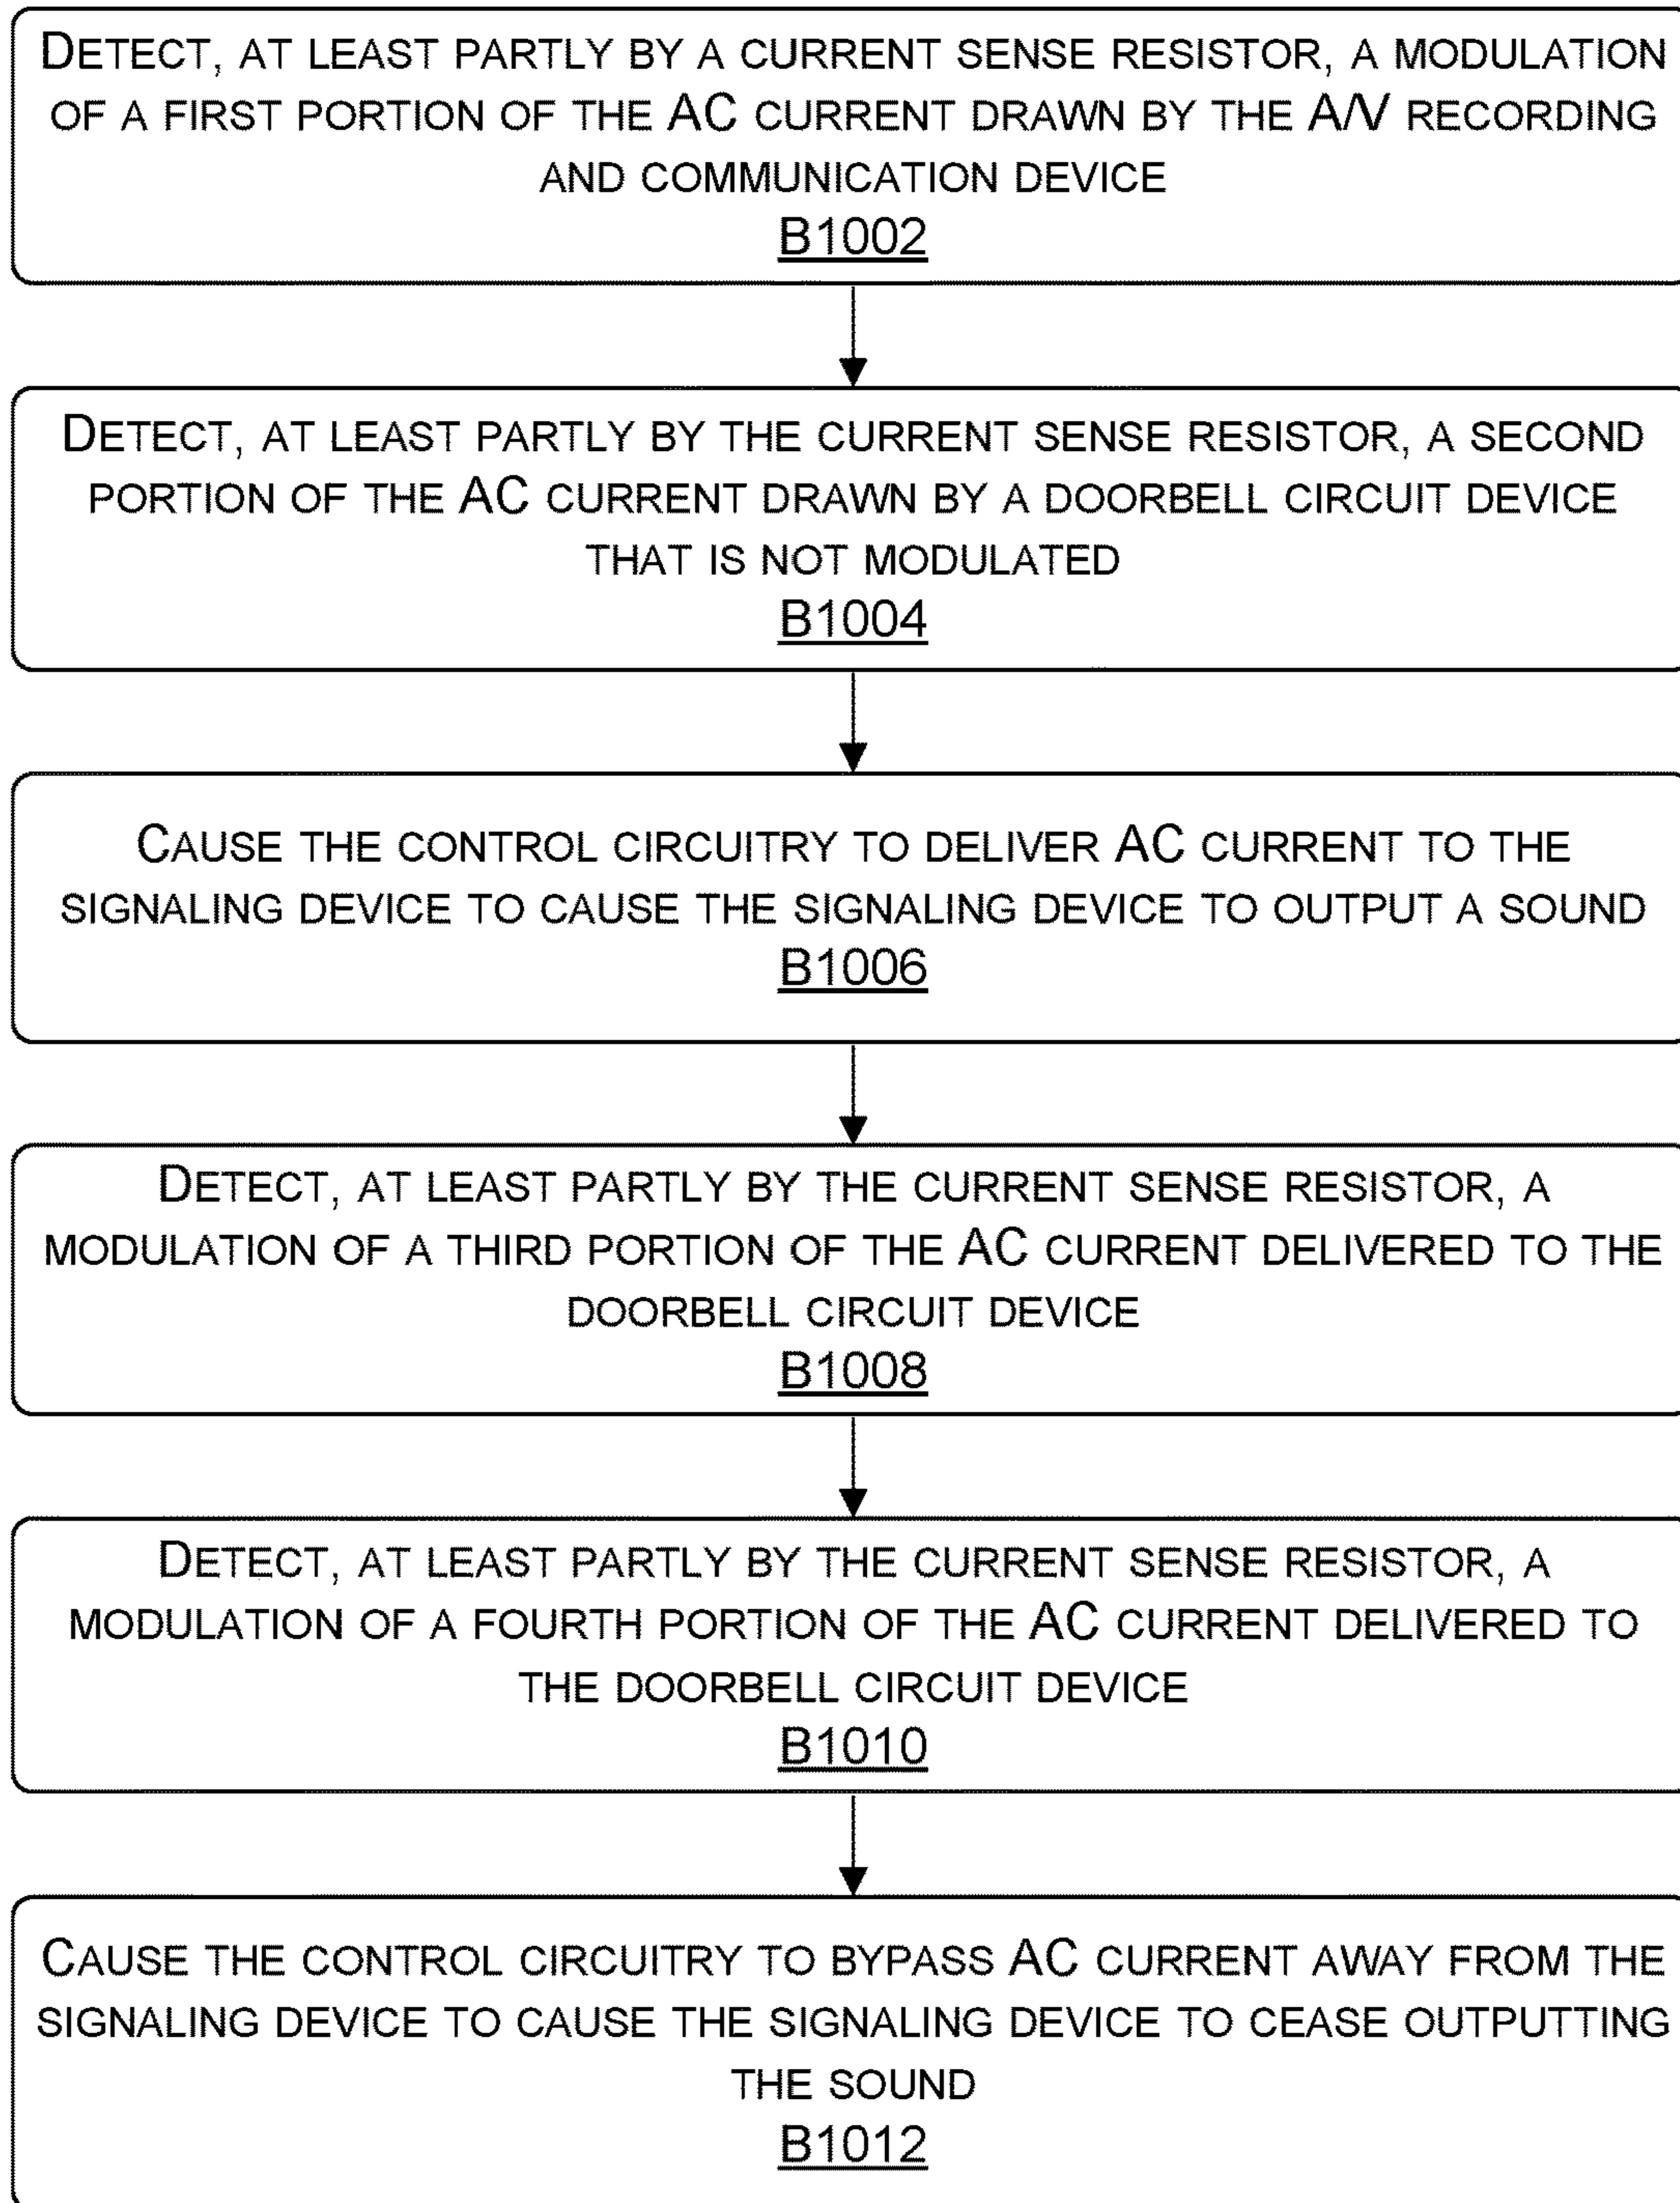 DETECT, AT LEAST PARTLY BY A CURRENT SENSE RESISTOR, A MODULATION
OF A FIRST PORTION OF THE AC CURRENT DRAWN BY THE A/V RECORDING
AND COMMUNICATION DEVICE
B1002
DETECT, AT LEAST PARTLY BY THE CURRENT SENSE RESISTOR, A SECOND
PORTION OF THE AC CURRENT DRAWN BY A DOORBELL CIRCUIT DEVICE
THAT IS NOT MODULATED
B1004
CAUSE THE CONTROL CIRCUITRY TO DELIVER AC CURRENT TO THE
SIGNALING DEVICE TO CAUSE THE SIGNALING DEVICE TO OUTPUT A SOUND
B1006
DETECT, AT LEAST PARTLY BY THE CURRENT SENSE RESISTOR, A
MODULATION OF A THIRD PORTION OF THE AC CURRENT DELIVERED TO THE
DOORBELL CIRCUIT DEVICE
B1008
DETECT, AT LEAST PARTLY BY THE CURRENT SENSE RESISTOR, A
MODULATION OF A FOURTH PORTION OF THE AC CURRENT DELIVERED TO
THE DOORBELL CIRCUIT DEVICE
B1010
CAUSE THE CONTROL CIRCUITRY TO BYPASS AC CURRENT AWAY FROM THE
SIGNALING DEVICE TO CAUSE THE SIGNALING DEVICE TO CEASE OUTPUTTING
THE SOUND
B1012